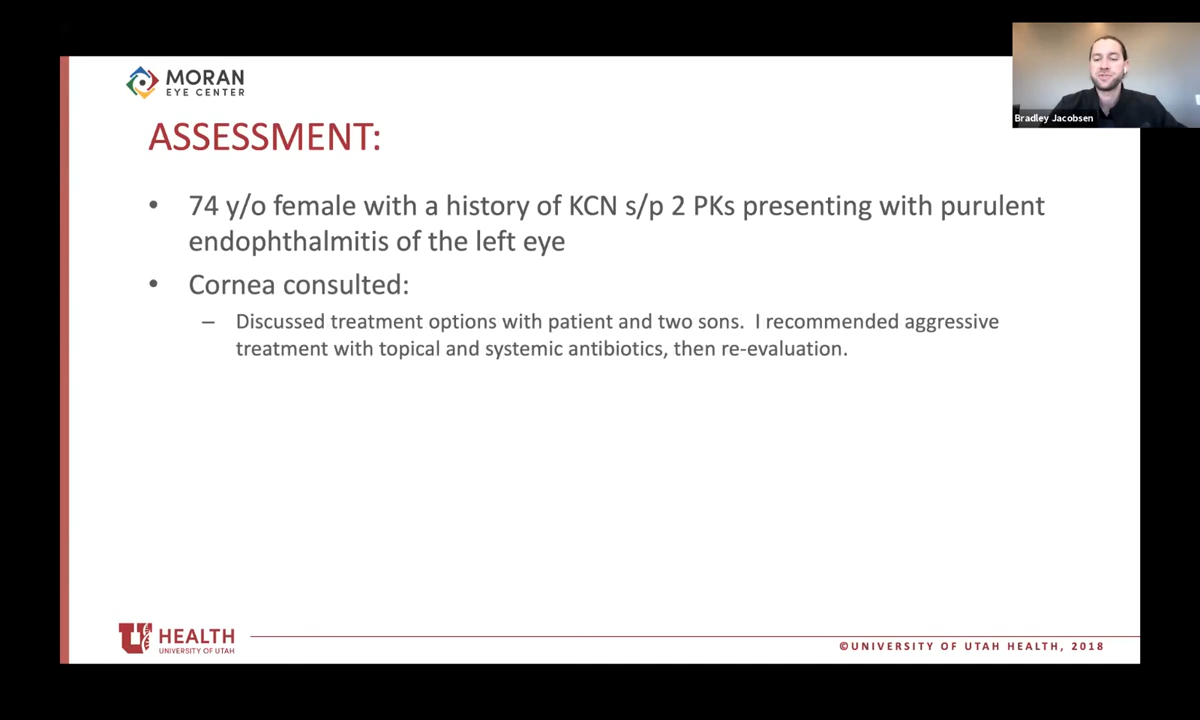 MORAN
EYE CENTER
Bradley Jacobsen
ASSESSMENT:
• 74 y/o female with a history of KCN s/p 2 PKs presenting with purulent
endophthalmitis of the left eye
• Cornea consulted:
– Discussed treatment options with patient and two sons.  I recommended aggressive
treatment with topical and systemic antibiotics, then re-evaluation.
U HEALTH
UNIVERSITY OF UTAH
©UNIVERSITY OF UTAH HEALTH, 2018